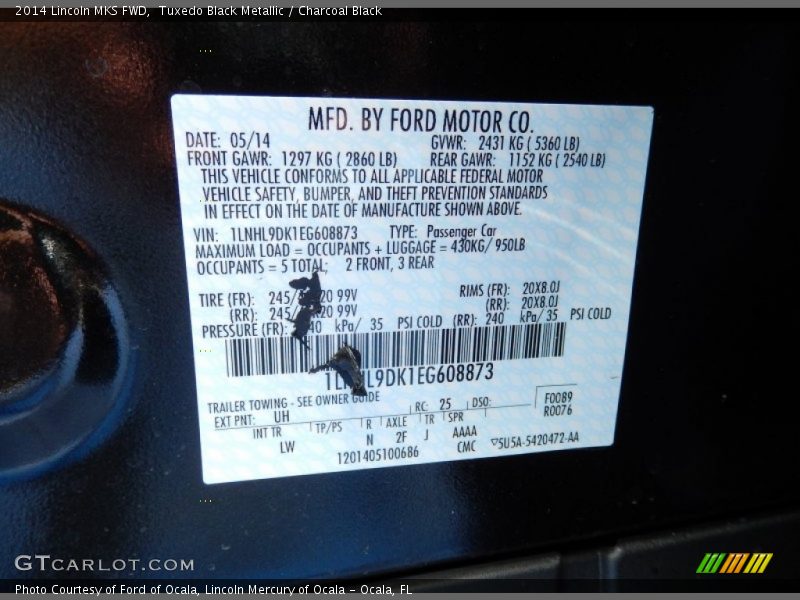 2014 Lincoln MKS FWD,  Tuxedo Black Metallic / Charcoal Black
MFD. BY FORD MOTOR CO.
DATE: 05/14 GVWR: 2431 KG ( 5360 LB)
FRONT GAWR: 1297 KG ( 2860 LB) REAR GAWR: 1152 KG ( 2540 LB)
THIS VEHICLE CONFORMS TO ALL APPLICABLE FEDERAL MOTOR
VEHICLE SAFETY, BUMPER, AND THEFT PREVENTION STANDARDS
IN EFFECT ON THE DATE OF MANUFACTURE SHOWN ABOVE.
VIN: 1LNHL9DK1EG608873 TYPE: Passenger Car
MAXIMUM LOAD = OCCUPANTS + LUGGAGE = 430KG/ 950LB
OCCUPANTS = 5 TOTAL; 2 FRONT, 3 REAR
TIRE (FR): 245/ 20 99V RIMS (FR): 20X8.0J
(RR): 245/ 20 99V (RR): 20X8.0J
PRESSURE (FR): 40 kPa/ 35 PSI COLD (RR): 240 kPa/ 35 PSI COLD
1LNHL9DK1EG608873
TRAILER TOWING - SEE OWNER GUIDE
EXT PNT: UH RC: 25 DSO: F0089
R0076
INT TR TP/PS R AXLE TR SPR
LW N 2F J AAAA
1201405100686 CMC 5U5A-5420472-AA
GTCARLOT.COM
Photo Courtesy of Ford of Ocala, Lincoln Mercury of Ocala - Ocala, FL